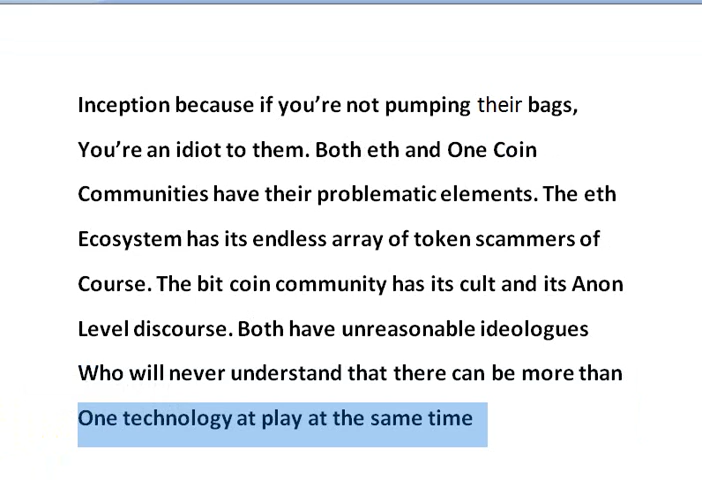 Inception because if you’re not pumping their bags,
You’re an idiot to them. Both eth and One Coin
Communities have their problematic elements. The eth
Ecosystem has its endless array of token scammers of
Course. The bit coin community has its cult and its Anon
Level discourse. Both have unreasonable ideologues
Who will never understand that there can be more than
One technology at play at the same time